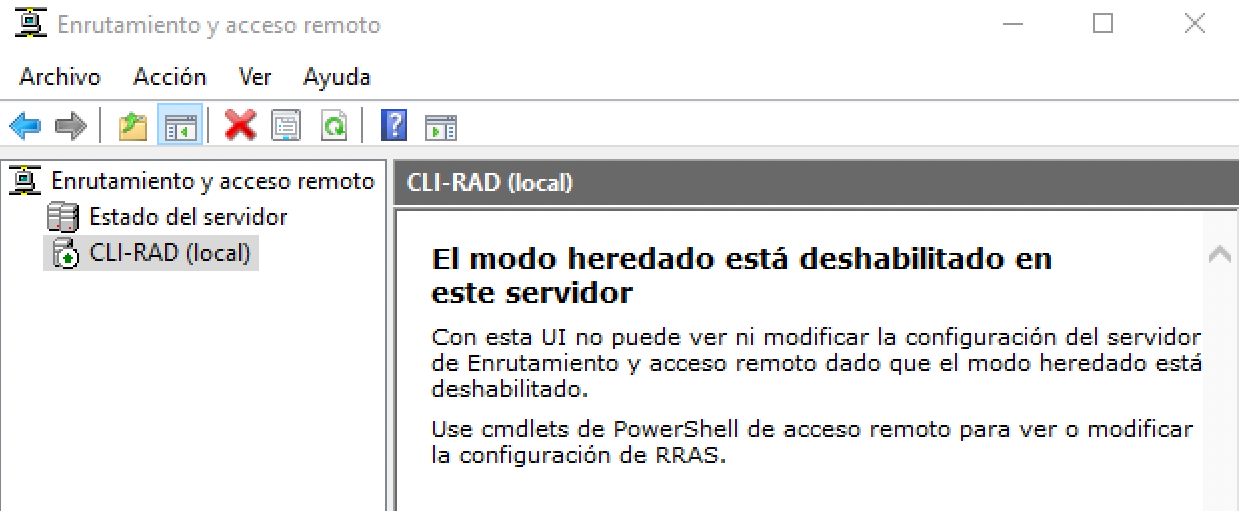 Enrutamiento y acceso remoto
Archivo Acción Ver Ayuda
Enrutamiento y acceso remoto
Estado del servidor
CLI-RAD (local)
CLI-RAD (local)
El modo heredado está deshabilitado en
este servidor
Con esta UI no puede ver ni modificar la configuración del servidor
de Enrutamiento y acceso remoto dado que el modo heredado está
deshabilitado.
Use cmdlets de PowerShell de acceso remoto para ver o modificar
la configuración de RRAS.